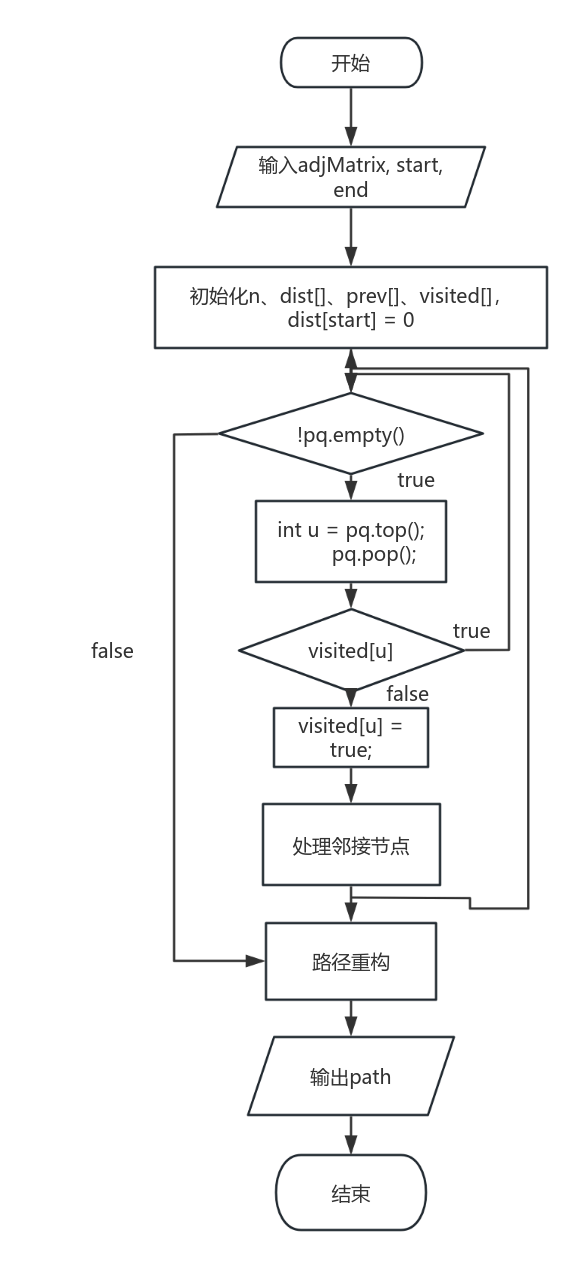 开始
输入adjMatrix, start,
end
初始化n、dist[]、prev[]、visited[],
dist[start] = 0
!pq.empty()
true
int u = pq.top();
pq.pop();
true
visited[u]
false
false
visited[u] =
true;
处理邻接节点
路径重构
输出path
结束